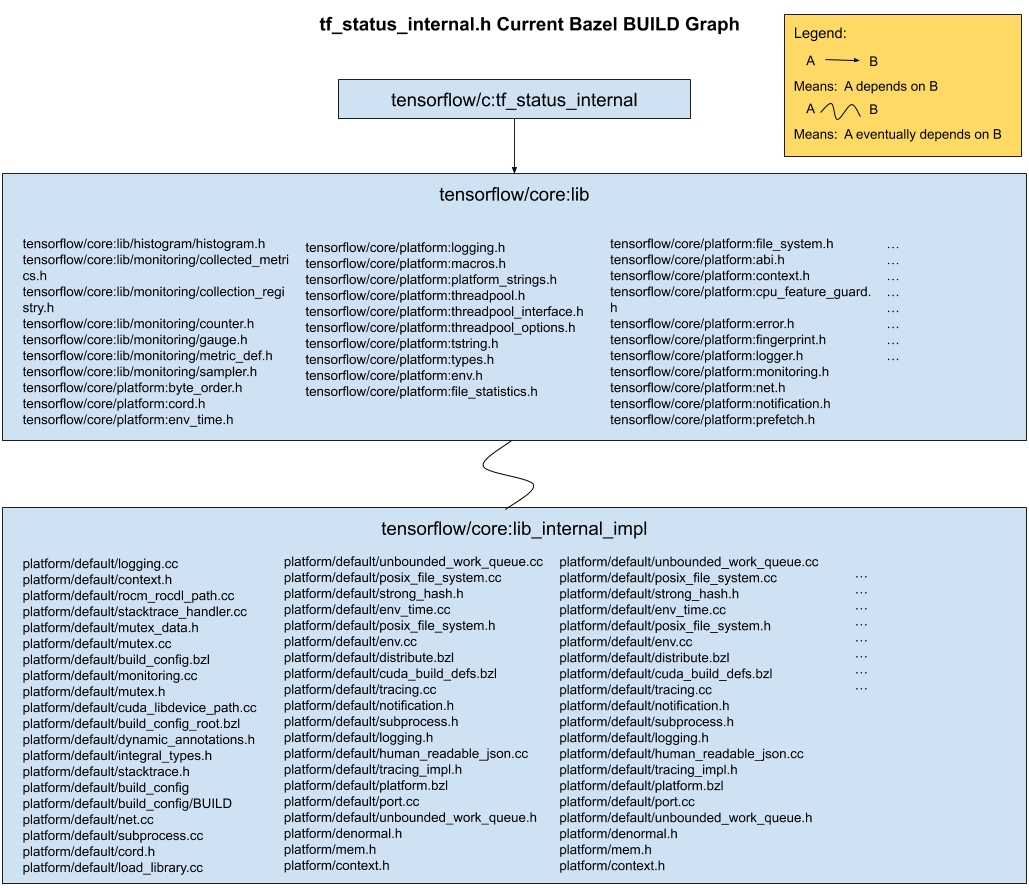 tf_status_internal.h Current Bazel BUILD Graph
Legend:
A B
Means: A depends on B
A B
Means: A eventually depends on B
tensorflow/c:tf_status_internal
tensorflow/core:lib
tensorflow/core:lib/histogram/histogram.h
tensorflow/core:lib/monitoring/collected_metri
cs.h
tensorflow/core:lib/monitoring/collection_regi
stry.h
tensorflow/core:lib/monitoring/counter.h
tensorflow/core:lib/monitoring/gauge.h
tensorflow/core:lib/monitoring/metric_def.h
tensorflow/core:lib/monitoring/sampler.h
tensorflow/core/platform:byte_order.h
tensorflow/core/platform:cord.h
tensorflow/core/platform:env_time.h
tensorflow/core/platform:logging.h
tensorflow/core/platform:macros.h
tensorflow/core/platform:platform_strings.h
tensorflow/core/platform:threadpool.h
tensorflow/core/platform:threadpool_interface.h
tensorflow/core/platform:threadpool_options.h
tensorflow/core/platform:tstring.h
tensorflow/core/platform:types.h
tensorflow/core/platform:env.h
tensorflow/core/platform:file_statistics.h
tensorflow/core/platform:file_system.h
tensorflow/core/platform:abi.h
tensorflow/core/platform:context.h
tensorflow/core/platform:cpu_feature_guard.
h
tensorflow/core/platform:error.h
tensorflow/core/platform:fingerprint.h
tensorflow/core/platform:logger.h
tensorflow/core/platform:monitoring.h
tensorflow/core/platform:net.h
tensorflow/core/platform:notification.h
tensorflow/core/platform:prefetch.h
…
…
…
…
…
…
…
…
tensorflow/core:lib_internal_impl
platform/default/logging.cc
platform/default/context.h
platform/default/rocm_rocdl_path.cc
platform/default/stacktrace_handler.cc
platform/default/mutex_data.h
platform/default/mutex.cc
platform/default/build_config.bzl
platform/default/monitoring.cc
platform/default/mutex.h
platform/default/cuda_libdevice_path.cc
platform/default/build_config_root.bzl
platform/default/dynamic_annotations.h
platform/default/integral_types.h
platform/default/stacktrace.h
platform/default/build_config
platform/default/build_config/BUILD
platform/default/net.cc
platform/default/subprocess.cc
platform/default/cord.h
platform/default/load_library.cc
platform/default/unbounded_work_queue.cc
platform/default/posix_file_system.cc
platform/default/strong_hash.h
platform/default/env_time.cc
platform/default/posix_file_system.h
platform/default/env.cc
platform/default/distribute.bzl
platform/default/cuda_build_defs.bzl
platform/default/tracing.cc
platform/default/notification.h
platform/default/subprocess.h
platform/default/logging.h
platform/default/human_readable_json.cc
platform/default/tracing_impl.h
platform/default/platform.bzl
platform/default/port.cc
platform/default/unbounded_work_queue.h
platform/denormal.h
platform/mem.h
platform/context.h
platform/default/unbounded_work_queue.cc
platform/default/posix_file_system.cc
platform/default/strong_hash.h
platform/default/env_time.cc
platform/default/posix_file_system.h
platform/default/env.cc
platform/default/distribute.bzl
platform/default/cuda_build_defs.bzl
platform/default/tracing.cc
platform/default/notification.h
platform/default/subprocess.h
platform/default/logging.h
platform/default/human_readable_json.cc
platform/default/tracing_impl.h
platform/default/platform.bzl
platform/default/port.cc
platform/default/unbounded_work_queue.h
platform/denormal.h
platform/mem.h
platform/context.h
…
…
…
…
…
…
…
…